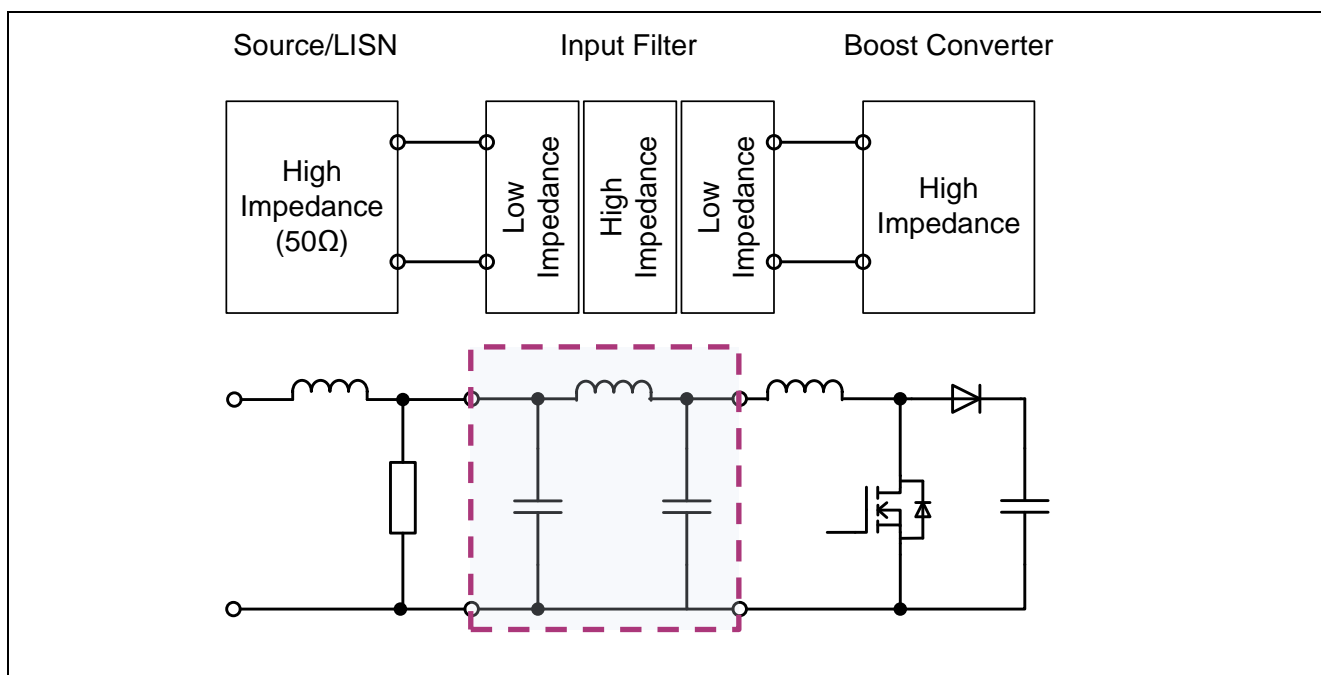 Source/LISN
Input Filter
Boost Converter
High
Impedance
(50Ω)
Low
Impedance
High
Impedance
Low
Impedance
High
Impedance